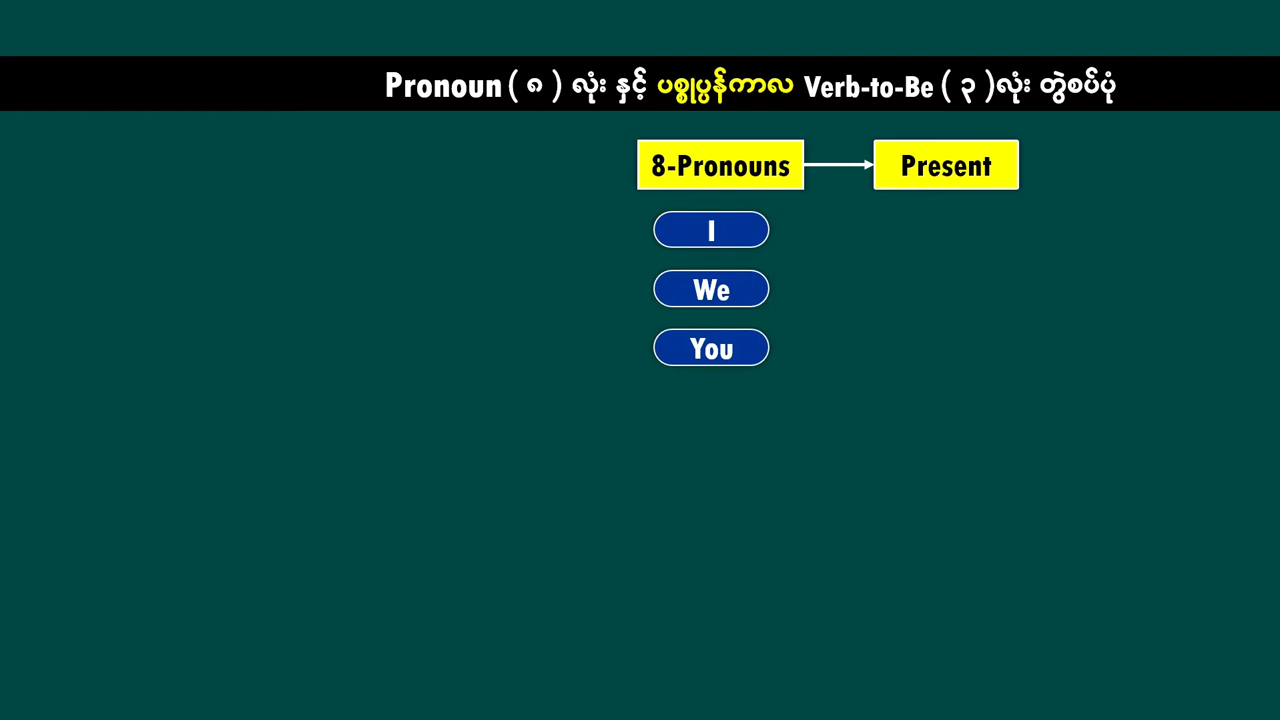 Pronoun ( ၈ ) လုံး နှင့် ပစ္စုပ္ပန်ကာလ Verb-to-Be ( ၃ )လုံး တွဲစပ်ပုံ
8-Pronouns Present
I
We
You